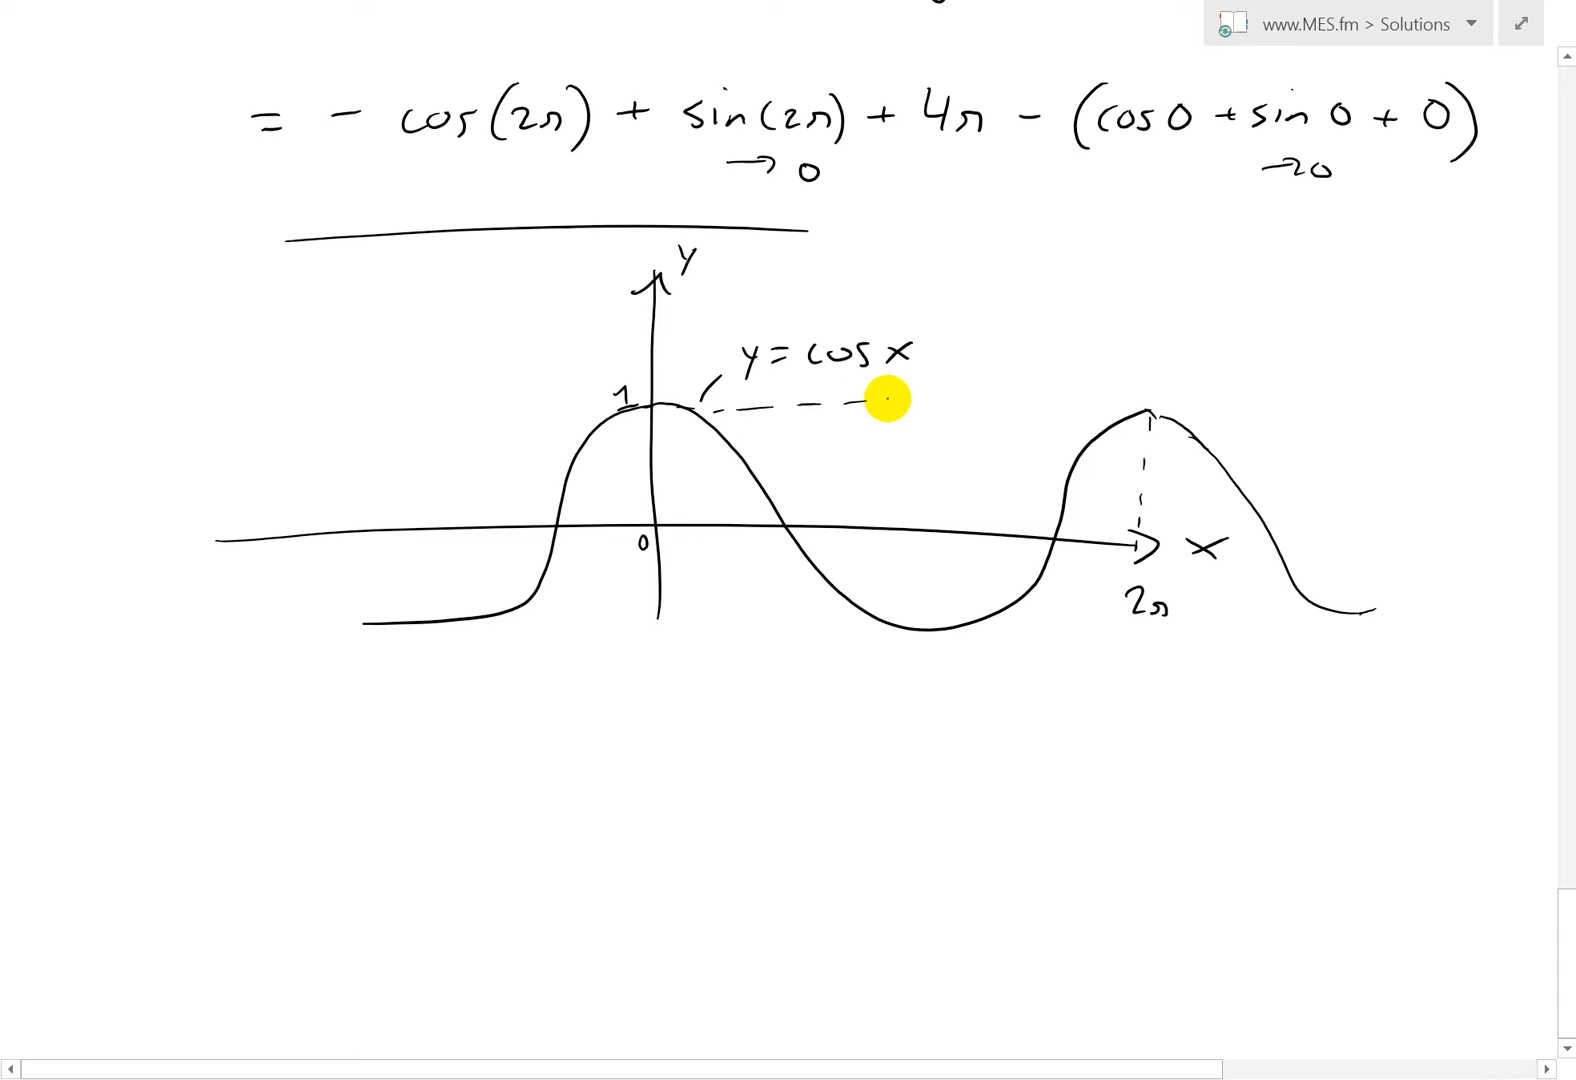 www.MES.fm > Solutions
= - cos(2π) + sin(2π) + 4π - (cos 0 + sin 0 + 0)
→ 0 → 0
y
y = cos x
1
0
x
2π